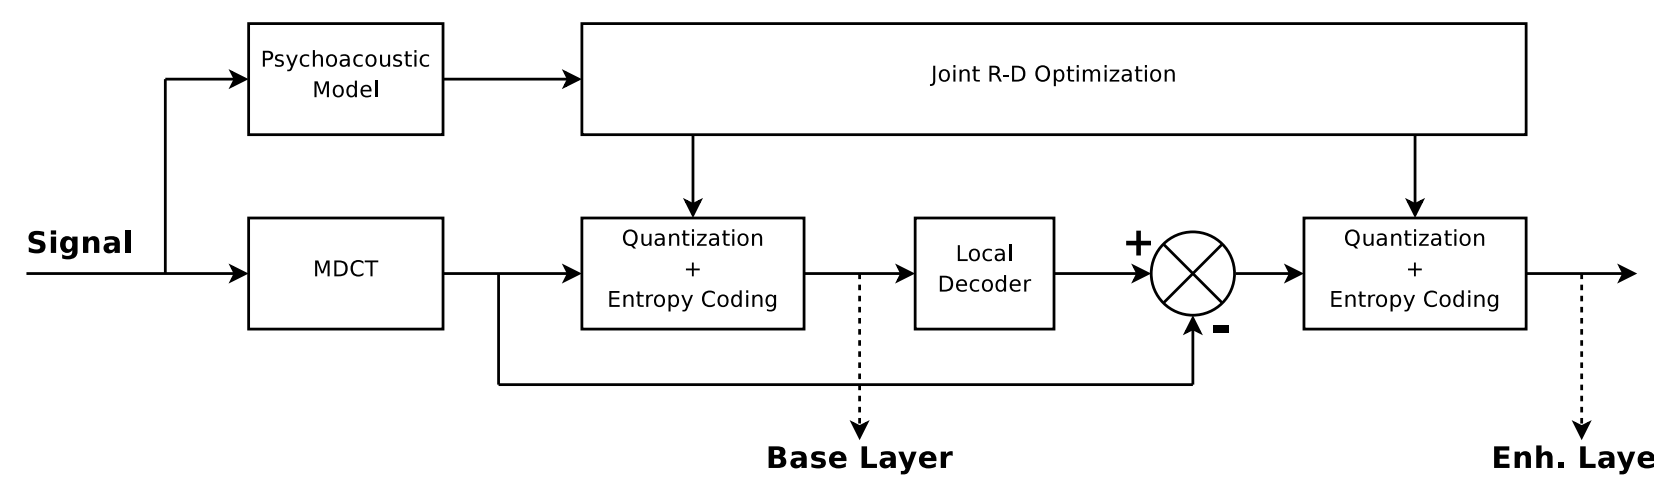 Psychoacoustic
Model
Joint R-D Optimization
Signal
MDCT
Quantization
+
Entropy Coding
Local
Decoder
+
-
Quantization
+
Entropy Coding
Base Layer
Enh. Laye